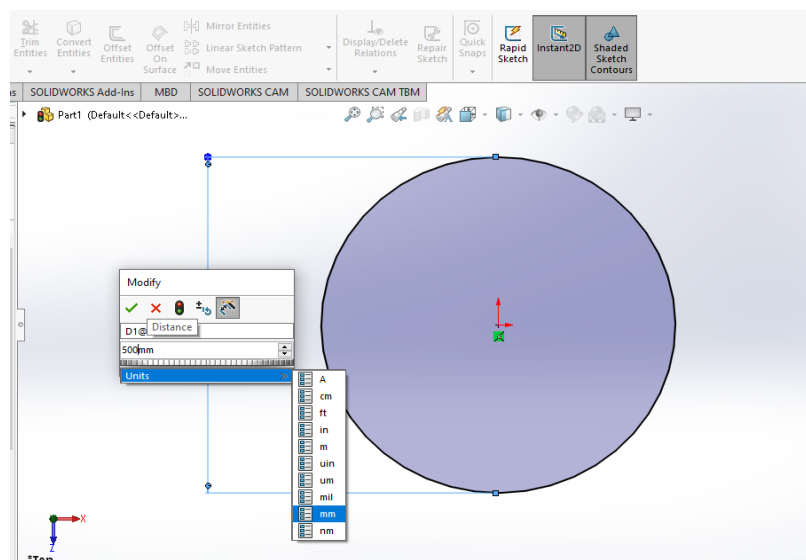 Trim Entities
Convert Entities
Offset Entities
Offset On Surface
Mirror Entities
Linear Sketch Pattern
Move Entities
Display/Delete Relations
Repair Sketch
Quick Snaps
Rapid Sketch
Instant2D
Shaded Sketch Contours
SOLIDWORKS Add-Ins
MBD
SOLIDWORKS CAM
SOLIDWORKS CAM TBM
Part1 (Default<<Default>...
Modify
D1@
Distance
500mm
Units
A
cm
ft
in
m
uin
um
mil
mm
nm
X
Z
*Top